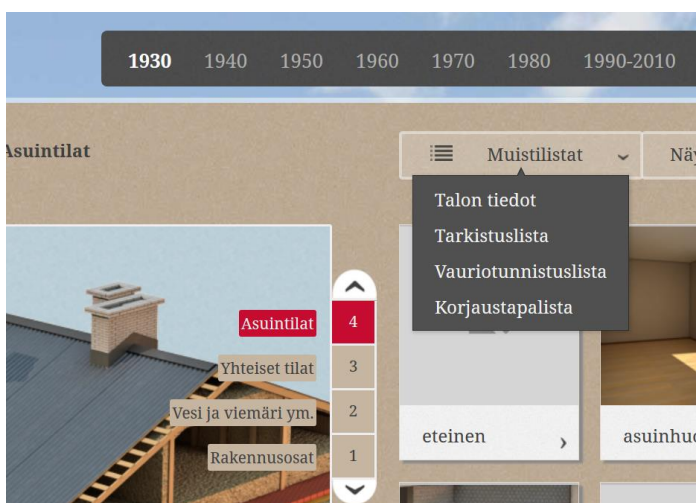 1930 1940 1950 1960 1970 1980 1990-2010
Asuintilat
Muistilistat
Talon tiedot
Tarkistuslista
Vauriotunnistuslista
Korjaustapalista
Asuintilat 4
Yhteiset tilat 3
Vesi ja viemäri ym. 2
Rakennusosat 1
eteinen